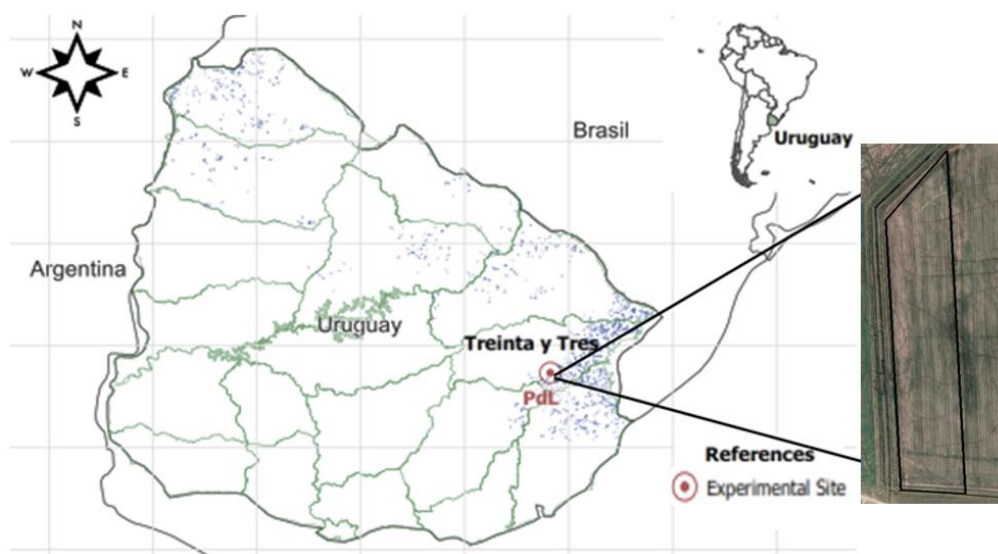 N
W E
S
Brasil
Uruguay
Argentina
Uruguay
Treinta y Tres
PdL
References
Experimental Site